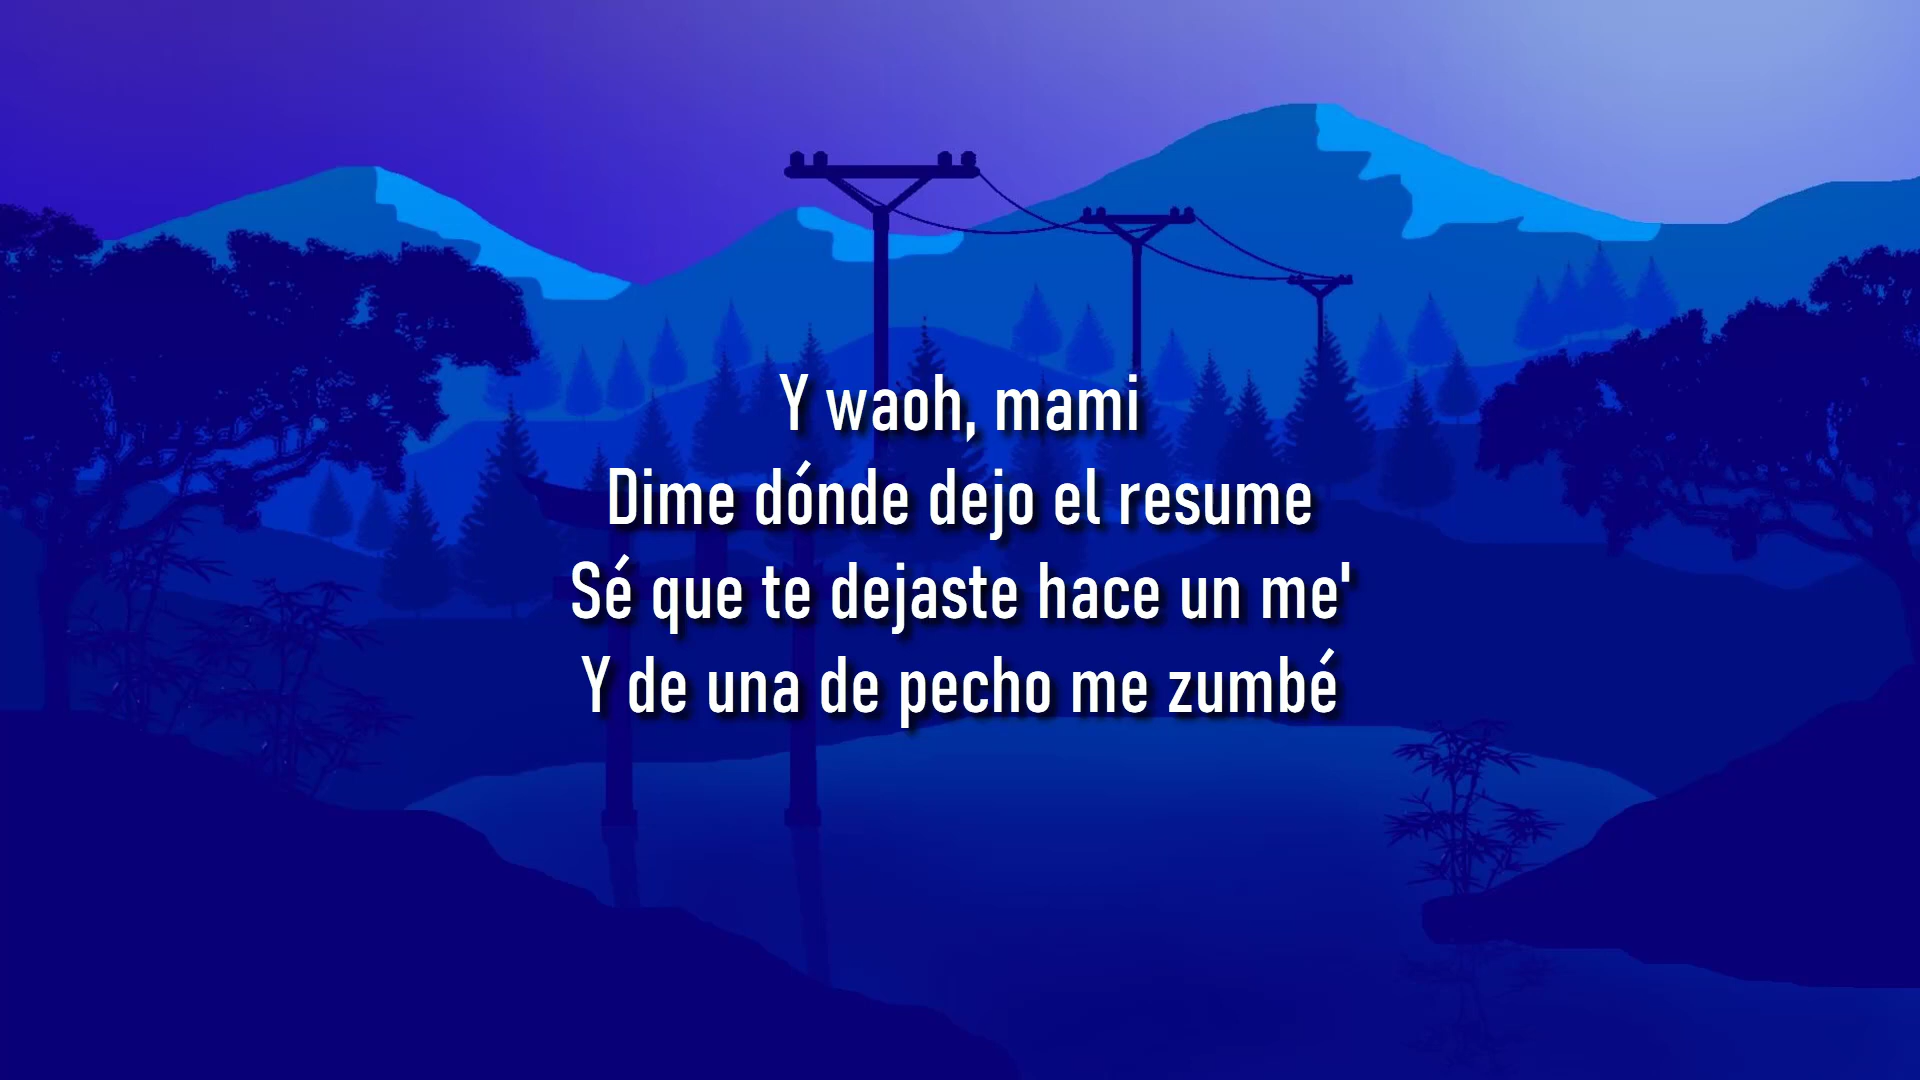 Y waoh, mami
Dime dónde dejo el resume
Sé que te dejaste hace un me'
Y de una de pecho me zumbé